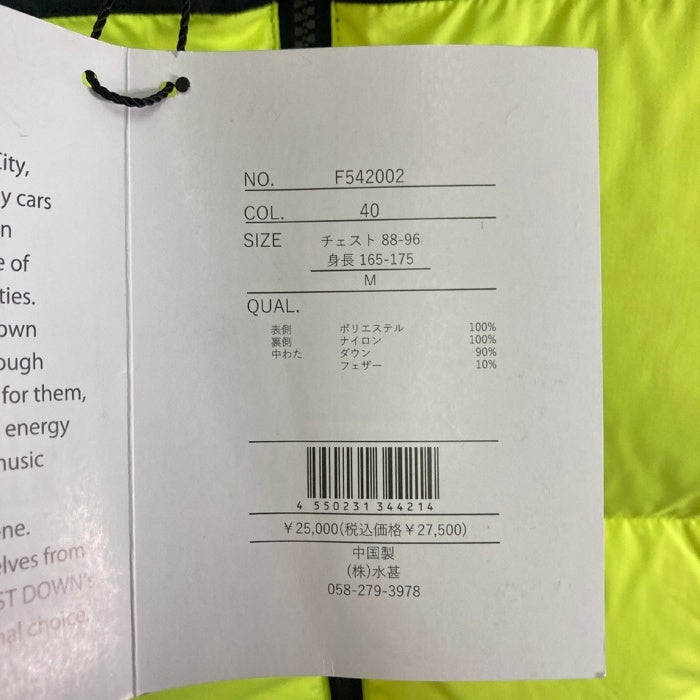 City,
y cars
n
e of
ties.
own
ough
for them,
energy
music
ne.
elves from
ST DOWN's
nal choice.
NO. F542002
COL. 40
SIZE チェスト 88-96
身長 165-175
M
QUAL.
表側 ポリエステル 100%
裏側 ナイロン 100%
中わた ダウン 90%
フェザー 10%
4 550231 344214
¥25,000(税込価格¥27,500)
中国製
(株)水甚
058-279-3978